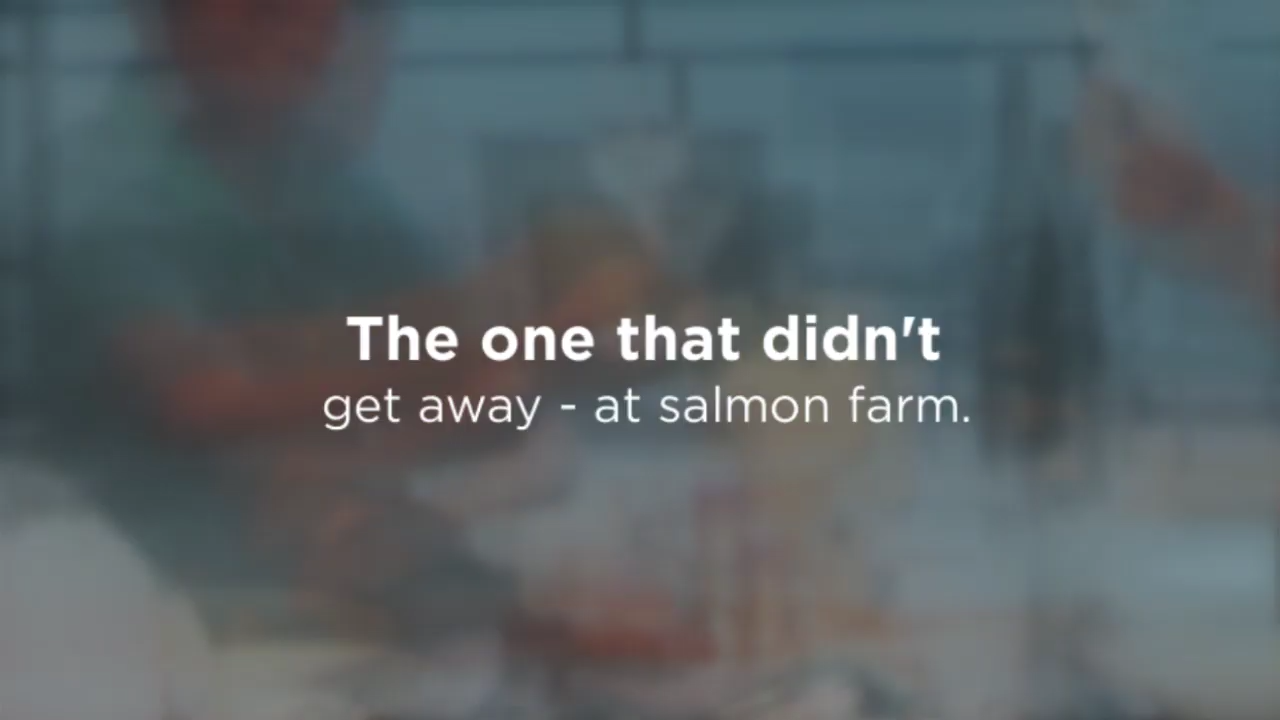 The one that didn't
get away - at salmon farm.